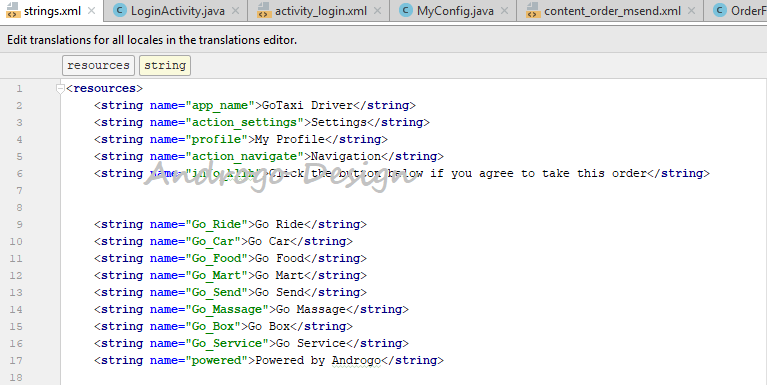 strings.xml LoginActivity.java activity_login.xml MyConfig.java content_order_msend.xml OrderF
Edit translations for all locales in the translations editor.
resources string
1 <resources>
2 <string name="app_name">GoTaxi Driver</string>
3 <string name="action_settings">Settings</string>
4 <string name="profile">My Profile</string>
5 <string name="action_navigate">Navigation</string>
6 <string name=">Click the button below if you agree to take this order</string>
Androgo Design
7
8
9 <string name="Go_Ride">Go Ride</string>
10 <string name="Go_Car">Go Car</string>
11 <string name="Go_Food">Go Food</string>
12 <string name="Go_Mart">Go Mart</string>
13 <string name="Go_Send">Go Send</string>
14 <string name="Go_Massage">Go Massage</string>
15 <string name="Go_Box">Go Box</string>
16 <string name="Go_Service">Go Service</string>
17 <string name="powered">Powered by Androgo</string>
18